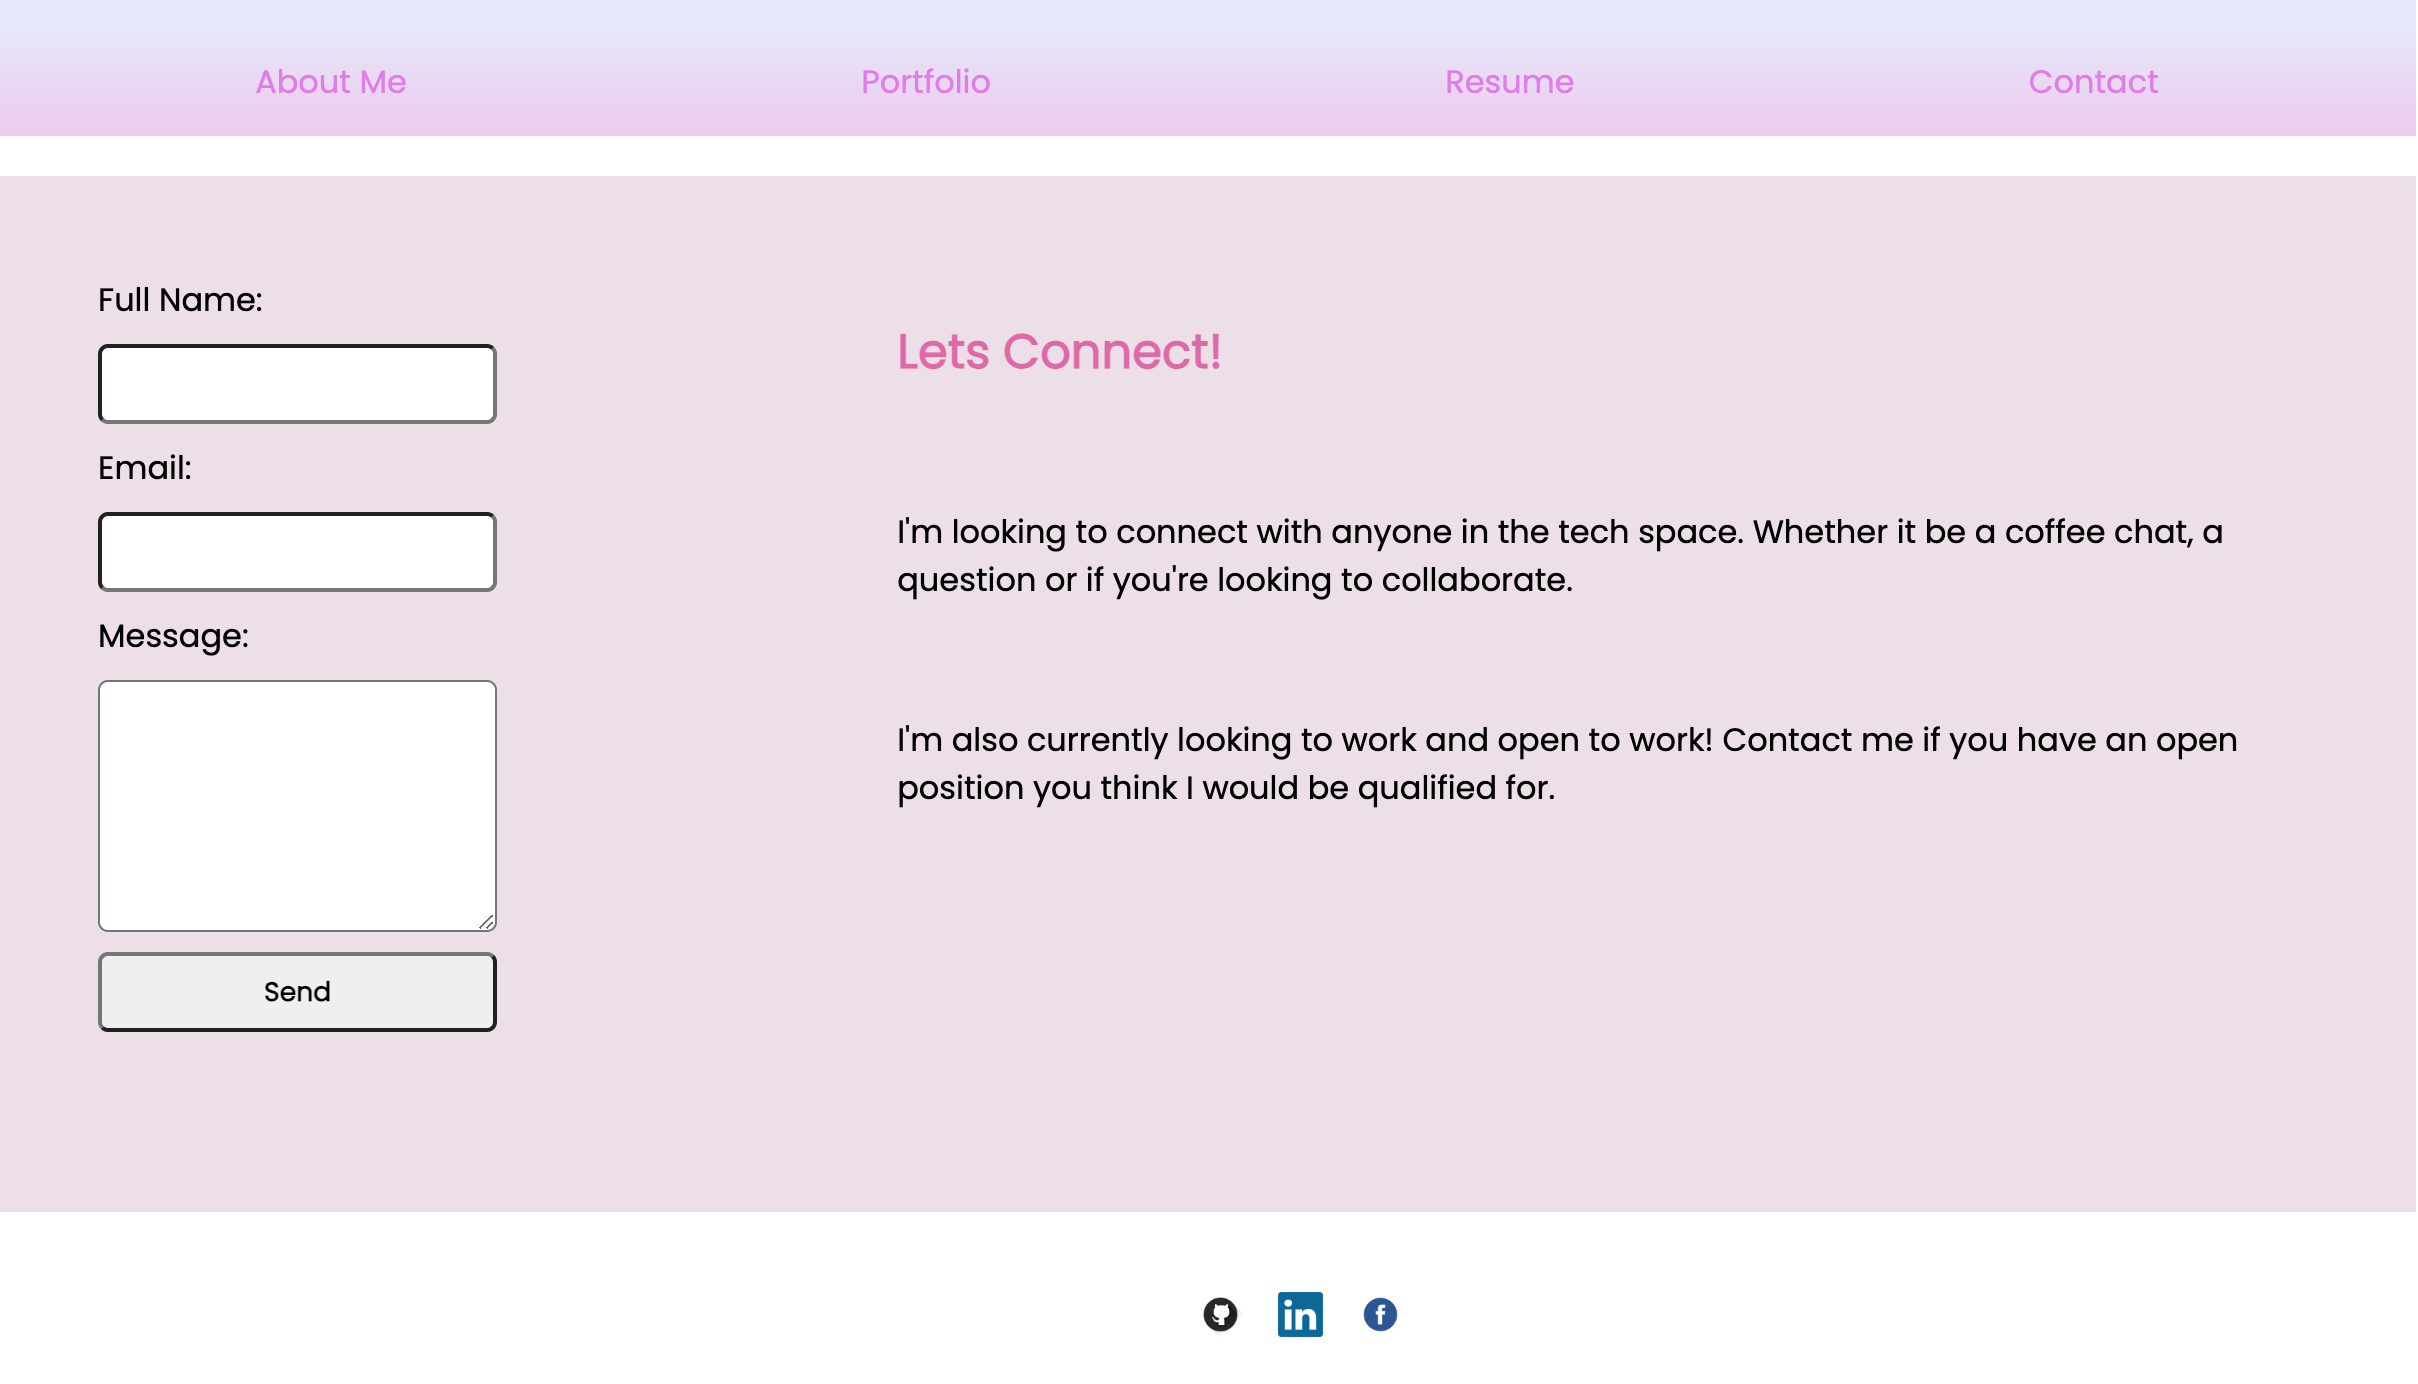 About Me
Portfolio
Resume
Contact
Full Name:
Email:
Message:
Send
Lets Connect!
I'm looking to connect with anyone in the tech space. Whether it be a coffee chat, a
question or if you're looking to collaborate.
I'm also currently looking to work and open to work! Contact me if you have an open
position you think I would be qualified for.
in
f